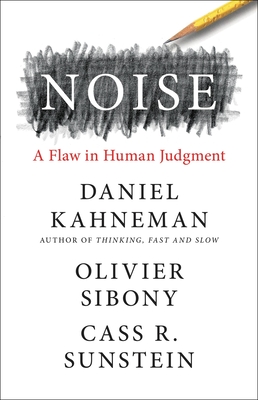 NOISE
A Flaw in Human Judgment
DANIEL
KAHNEMAN
AUTHOR OF THINKING, FAST AND SLOW
OLIVIER
SIBONY
CASS R.
SUNSTEIN